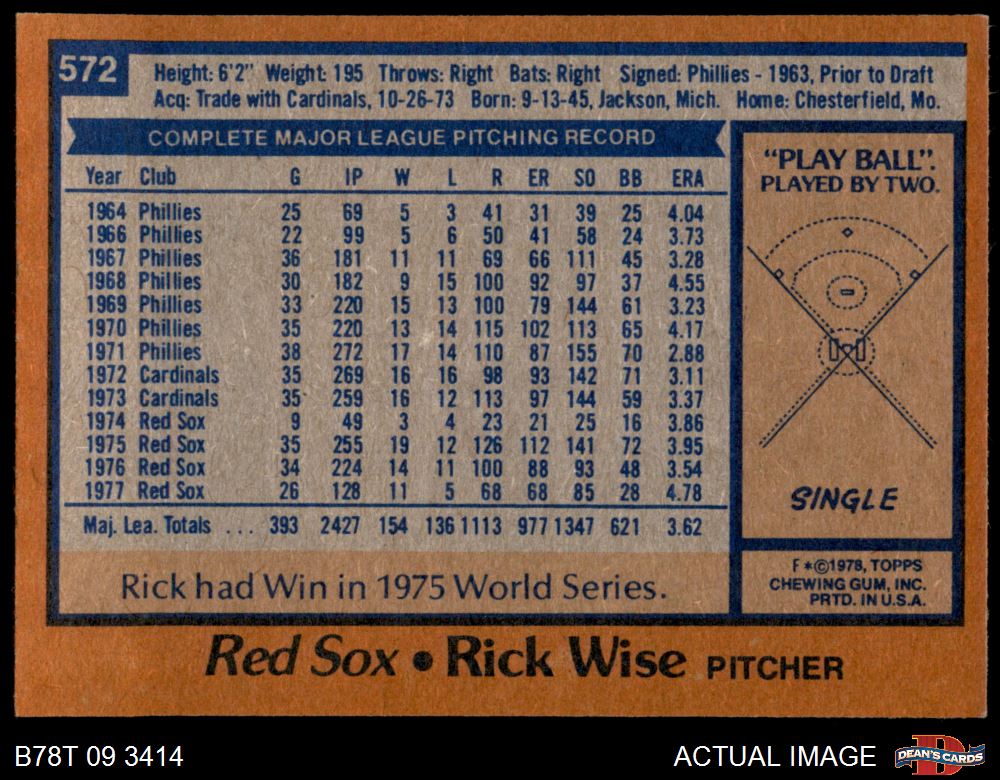 572
Height: 6'2" Weight: 195 Throws: Right Bats: Right Signed: Phillies - 1963, Prior to Draft
Acq: Trade with Cardinals, 10-26-73 Born: 9-13-45, Jackson, Mich. Home: Chesterfield, Mo.
COMPLETE MAJOR LEAGUE PITCHING RECORD
Year Club G IP W L R ER SO BB ERA
1964 Phillies 25 69 5 3 41 31 39 25 4.04
1966 Phillies 22 99 5 6 50 41 58 24 3.73
1967 Phillies 36 181 11 11 69 66 111 45 3.28
1968 Phillies 30 182 9 15 100 92 97 37 4.55
1969 Phillies 33 220 15 13 100 79 144 61 3.23
1970 Phillies 35 220 13 14 115 102 113 65 4.17
1971 Phillies 38 272 17 14 110 87 155 70 2.88
1972 Cardinals 35 269 16 16 98 93 142 71 3.11
1973 Cardinals 35 259 16 12 113 97 144 59 3.37
1974 Red Sox 9 49 3 4 23 21 25 16 3.86
1975 Red Sox 35 255 19 12 126 112 141 72 3.95
1976 Red Sox 34 224 14 11 100 88 93 48 3.54
1977 Red Sox 26 128 11 5 68 68 85 28 4.78
Maj. Lea. Totals ... 393 2427 154 136 1113 977 1347 621 3.62
Rick had Win in 1975 World Series.
"PLAY BALL".
PLAYED BY TWO.
SINGLE
F*©1978, TOPPS
CHEWING GUM, INC.
PRTD. IN U.S.A.
Red Sox • Rick Wise PITCHER
B78T 09 3414
ACTUAL IMAGE
DEAN'S CARDS